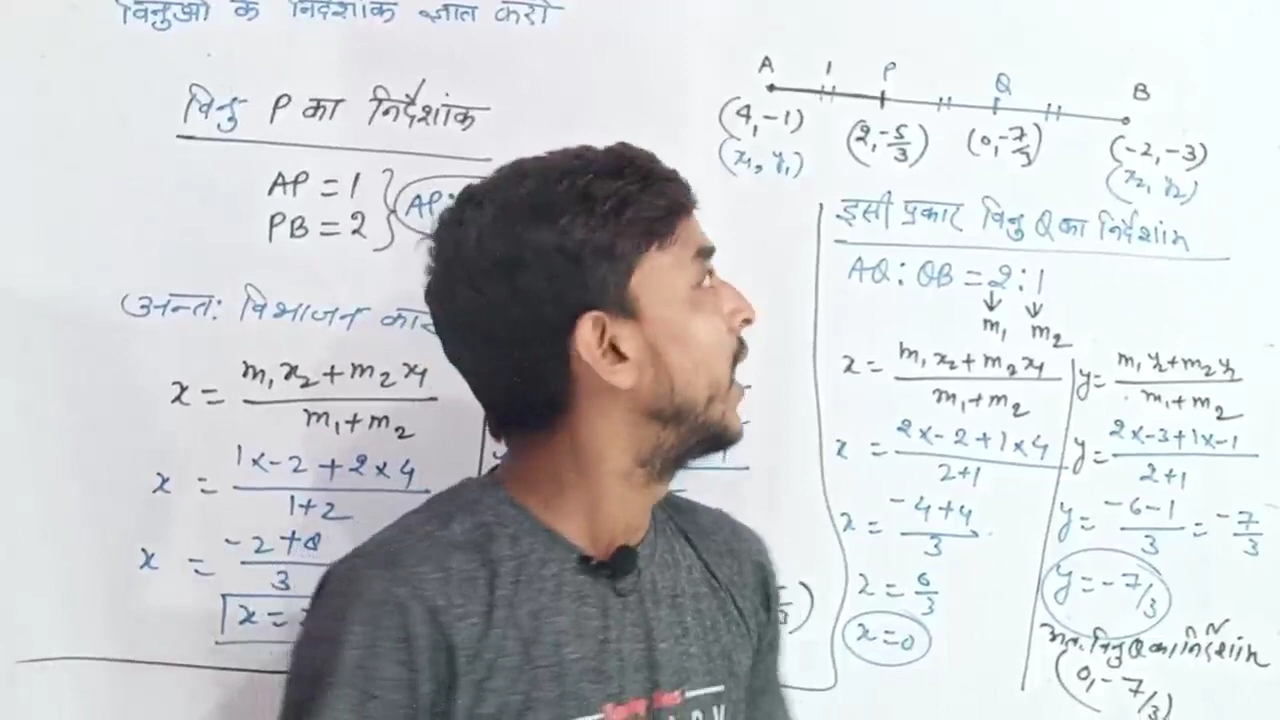 बिन्दुओं के निर्देशांक ज्ञात करो
बिन्दु P का निर्देशांक
AP = 1
PB = 2
AP:
अन्तः विभाजन
x = m₁x₂ + m₂x₁ / m₁ + m₂
x = 1×-2 + 2×4 / 1+2
x = -2+8 / 3
x =
A 1 P Q B
(4, -1) (2, -5/3) (0, -7/3) (-2, -3)
(x₁, y₁) (x₂, y₂)
इसी प्रकार बिन्दु Q का निर्देशांक
AQ : QB = 2 : 1
m₁ m₂
x = m₁x₂ + m₂x₁ / m₁ + m₂
x = 2×-2 + 1×4 / 2+1
x = -4+4 / 3
x = 0/3
x = 0
y = m₁y₂ + m₂y₁ / m₁ + m₂
y = 2×-3 + 1×-1 / 2+1
y = -6-1 / 3 = -7/3
y = -7/3
अतः बिन्दु Q का निर्देशांक
(0, -7/3)